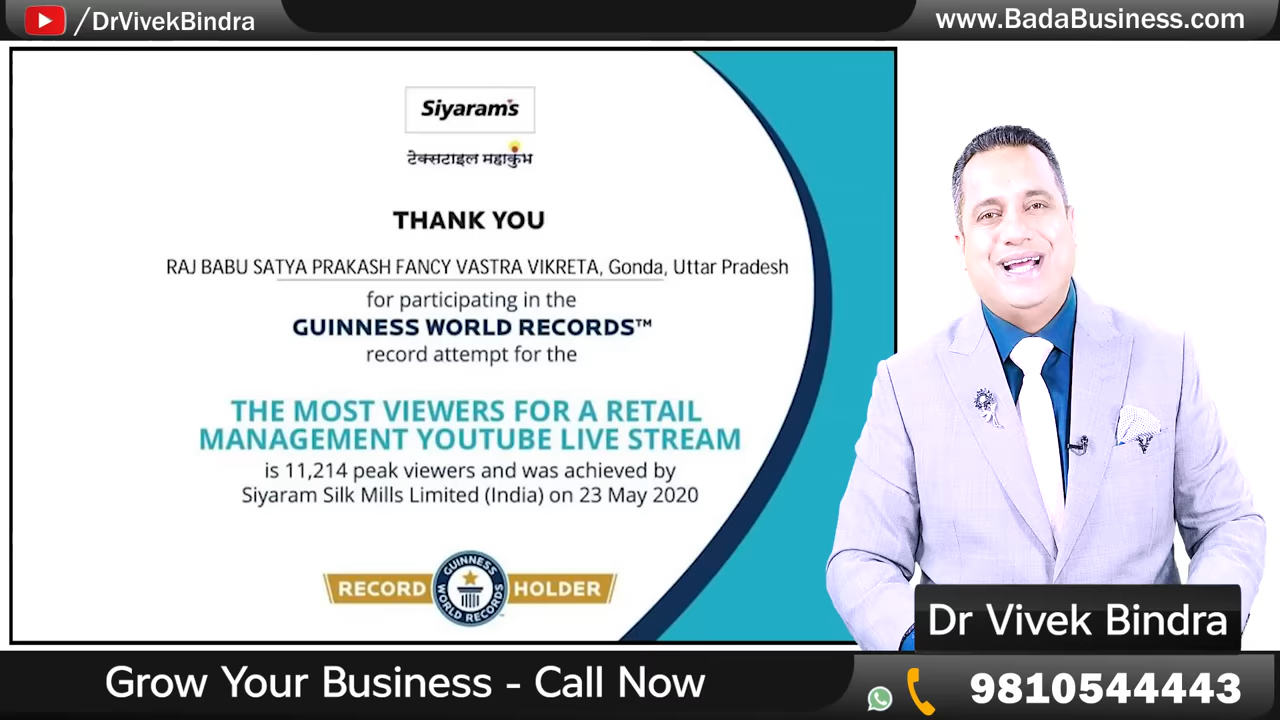 /DrVivekBindra
www.BadaBusiness.com
Siyaram's
टेक्सटाइल महाकुंभ
THANK YOU
RAJ BABU SATYA PRAKASH FANCY VASTRA VIKRETA, Gonda, Uttar Pradesh
for participating in the
GUINNESS WORLD RECORDS™
record attempt for the
THE MOST VIEWERS FOR A RETAIL
MANAGEMENT YOUTUBE LIVE STREAM
is 11,214 peak viewers and was achieved by
Siyaram Silk Mills Limited (India) on 23 May 2020
RECORD HOLDER
GUINNESS WORLD RECORDS
Dr Vivek Bindra
Grow Your Business - Call Now
9810544443